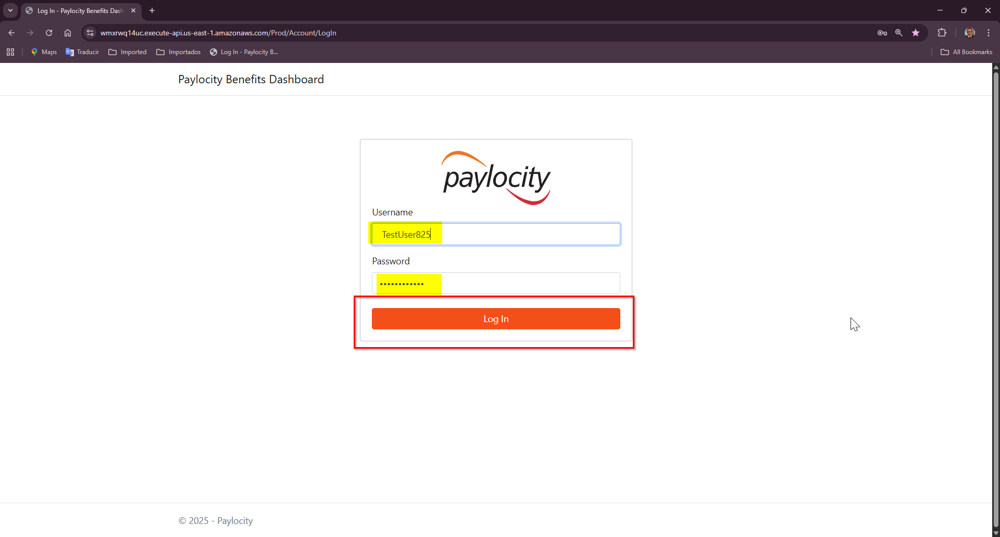 Log In - Paylocity Benefits Dash
wmxrwq14uc.execute-api.us-east-1.amazonaws.com/Prod/Account/LogIn
Maps
Traducir
Imported
Importados
Log In - Paylocity B...
All Bookmarks
Paylocity Benefits Dashboard
paylocity
Username
TestUser825
Password
••••••••••••
Log In
© 2025 - Paylocity